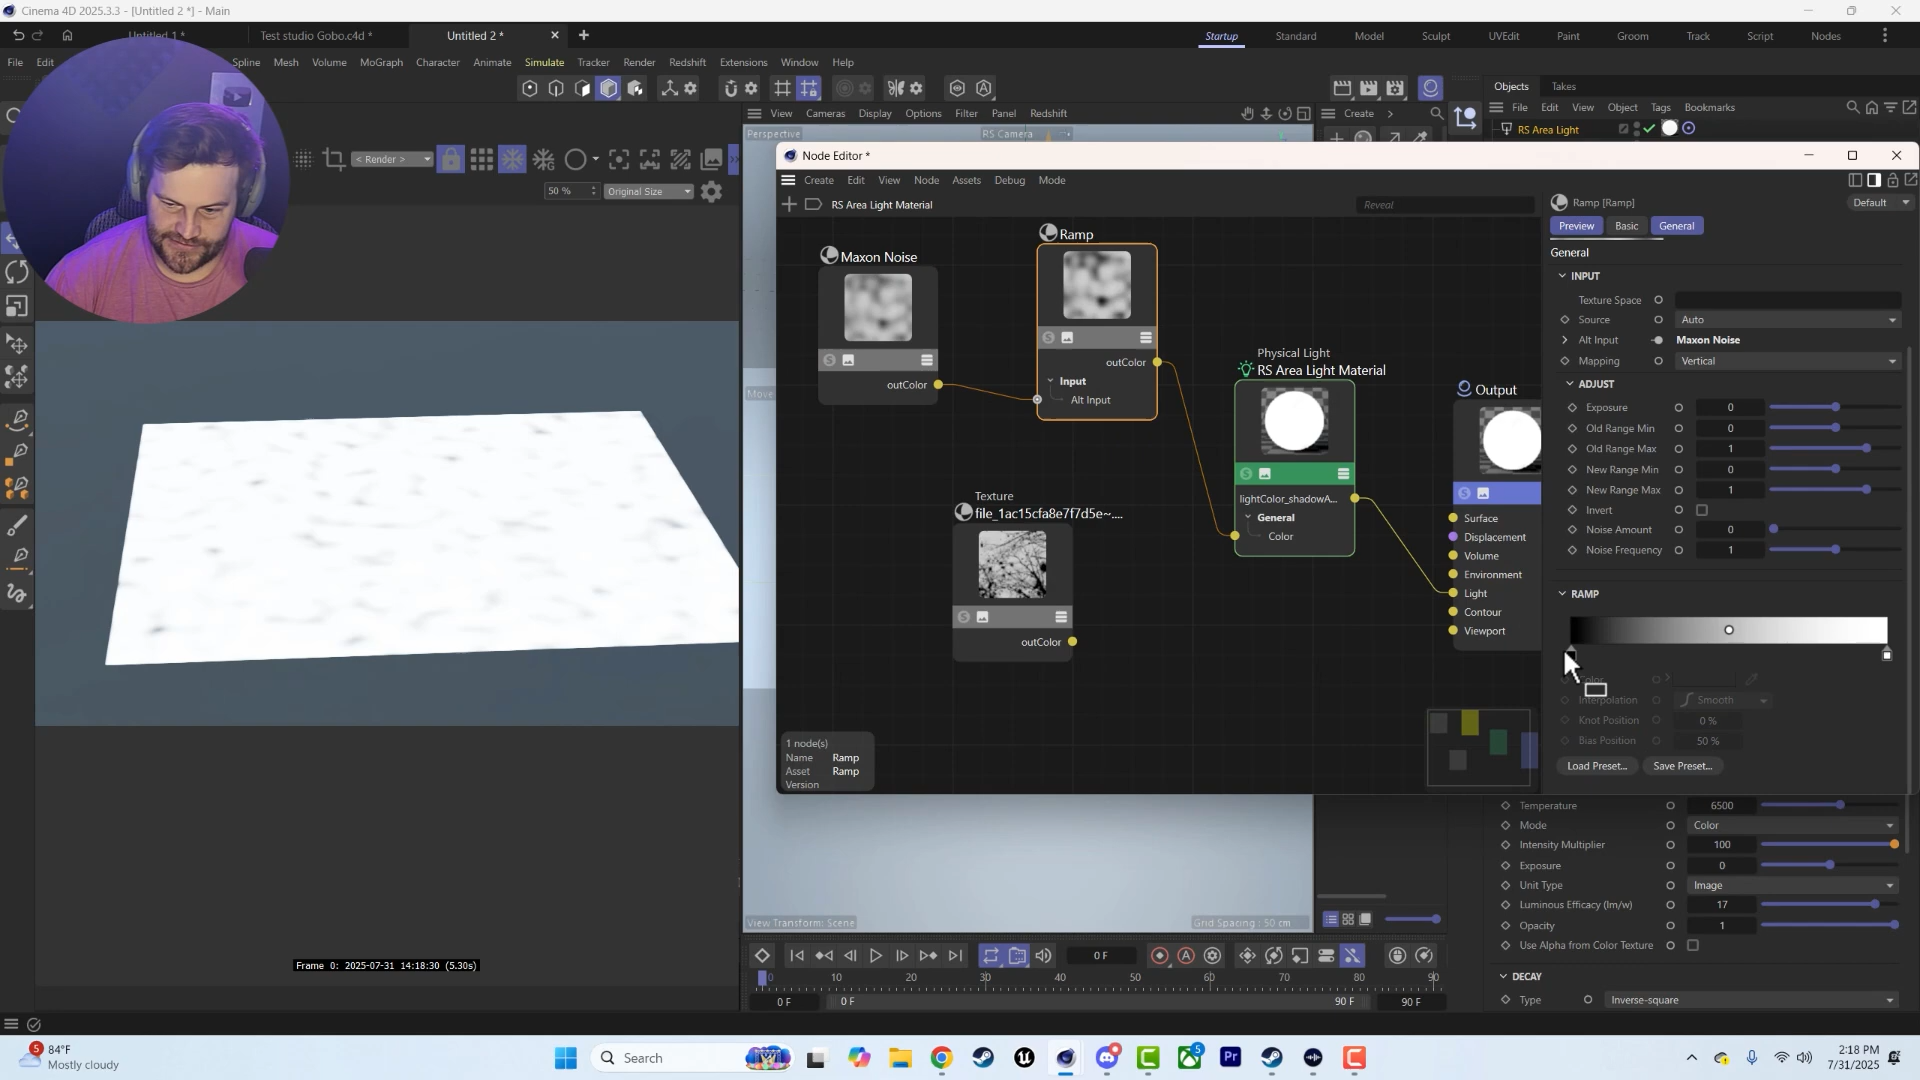 Cinema 4D 2025.3.3 - [Untitled 2 *] - Main
Untitled 1 *
Test studio Gobo.c4d *
Untitled 2 *
Startup
Standard
Model
Sculpt
UVEdit
Paint
Groom
Track
Script
Nodes
File
Edit
Spline
Mesh
Volume
MoGraph
Character
Animate
Simulate
Tracker
Render
Redshift
Extensions
Window
Help
Objects
Takes
View
Cameras
Display
Options
Filter
Panel
Redshift
Create
File
Edit
View
Object
Tags
Bookmarks
Perspective
RS Camera
RS Area Light
< Render >
50 %
Original Size
Node Editor *
Create
Edit
View
Node
Assets
Debug
Mode
RS Area Light Material
Reveal
Ramp [Ramp]
Default
Preview
Basic
General
General
INPUT
Texture Space
Source
Auto
Alt Input
Maxon Noise
Mapping
Vertical
ADJUST
Exposure
0
Old Range Min
0
Old Range Max
1
New Range Min
0
New Range Max
1
Invert
Noise Amount
0
Noise Frequency
1
RAMP
Color
Interpolation
Smooth
Knot Position
0 %
Bias Position
50 %
Load Preset...
Save Preset...
Maxon Noise
outColor
Ramp
outColor
Input
Alt Input
Physical Light
RS Area Light Material
lightColor_shadowA...
General
Color
Output
Surface
Displacement
Volume
Environment
Light
Contour
Viewport
Texture
file_1ac15cfa8e7f7d5e~....
outColor
Move
1 node(s)
Name Ramp
Asset Ramp
Version
Temperature
6500
Mode
Color
Intensity Multiplier
100
Exposure
0
Unit Type
Image
Luminous Efficacy (lm/w)
17
Opacity
1
Use Alpha from Color Texture
DECAY
Type
Inverse-square
View Transform: Scene
Grid Spacing : 50 cm
0 F
0
10
20
30
40
50
60
70
80
90
0 F
0 F
90 F
90 F
Frame 0: 2025-07-31 14:18:30 (5.30s)
5
84°F
Mostly cloudy
Search
5
2:18 PM
7/31/2025